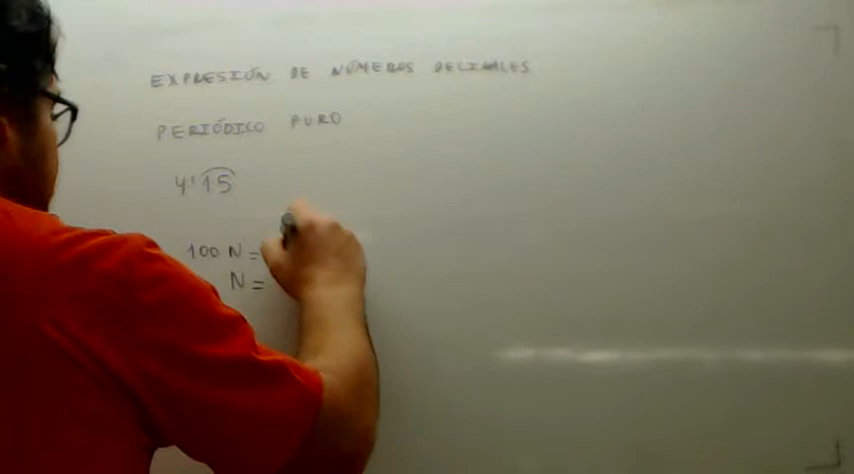 EXPRESIÓN DE NÚMEROS DECIMALES
PERIÓDICO PURO
4'15
100 N =
N =